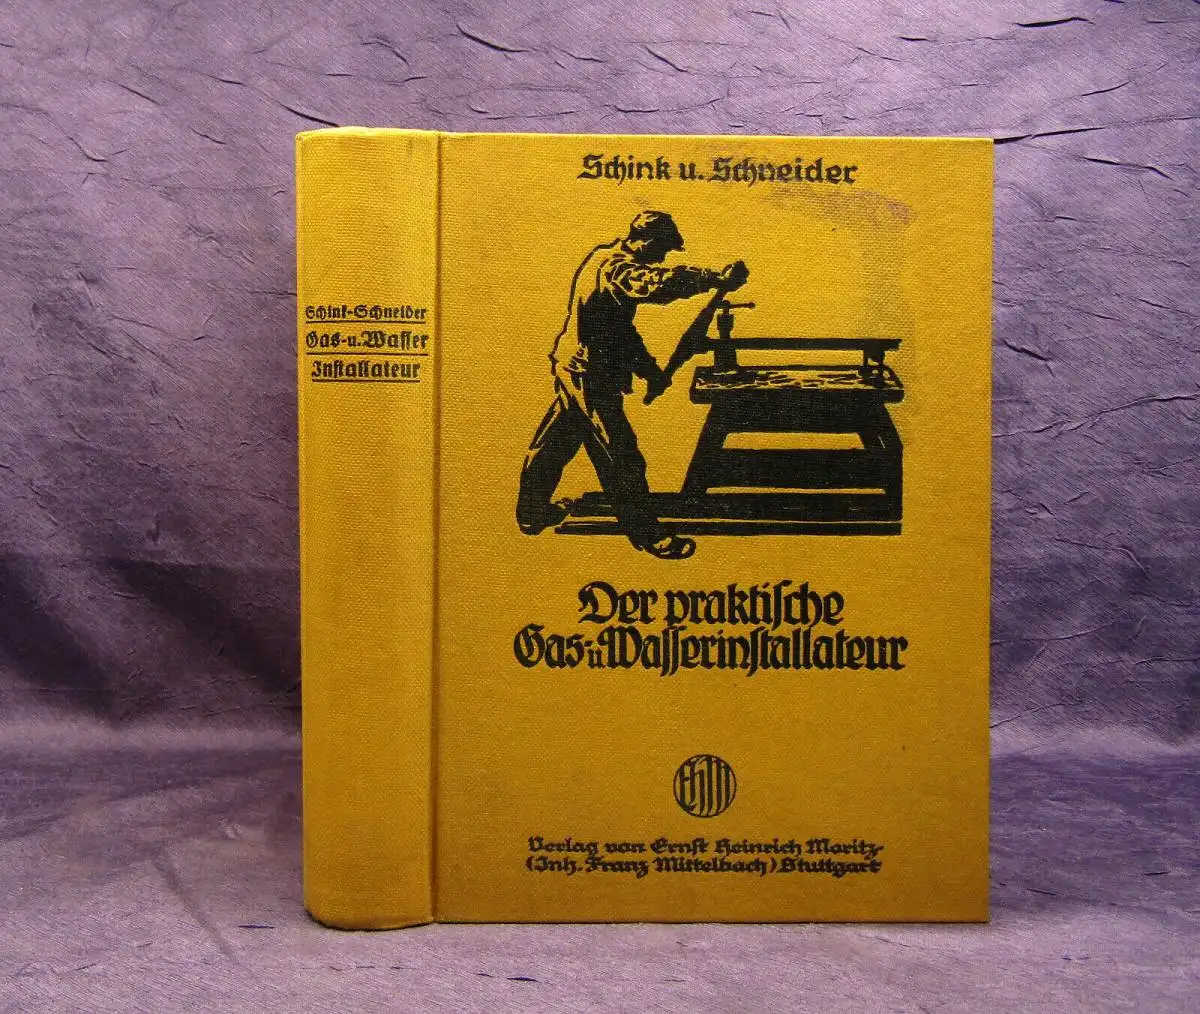 Schink-Schneider
Gas-u. Wasser
Installateur
Schink u. Schneider
Der praktische
Gas- u. Wasserinstallateur
EHM
Verlag von Ernst Heinrich Moritz
(Inh. Franz Mittelbach) Stuttgart